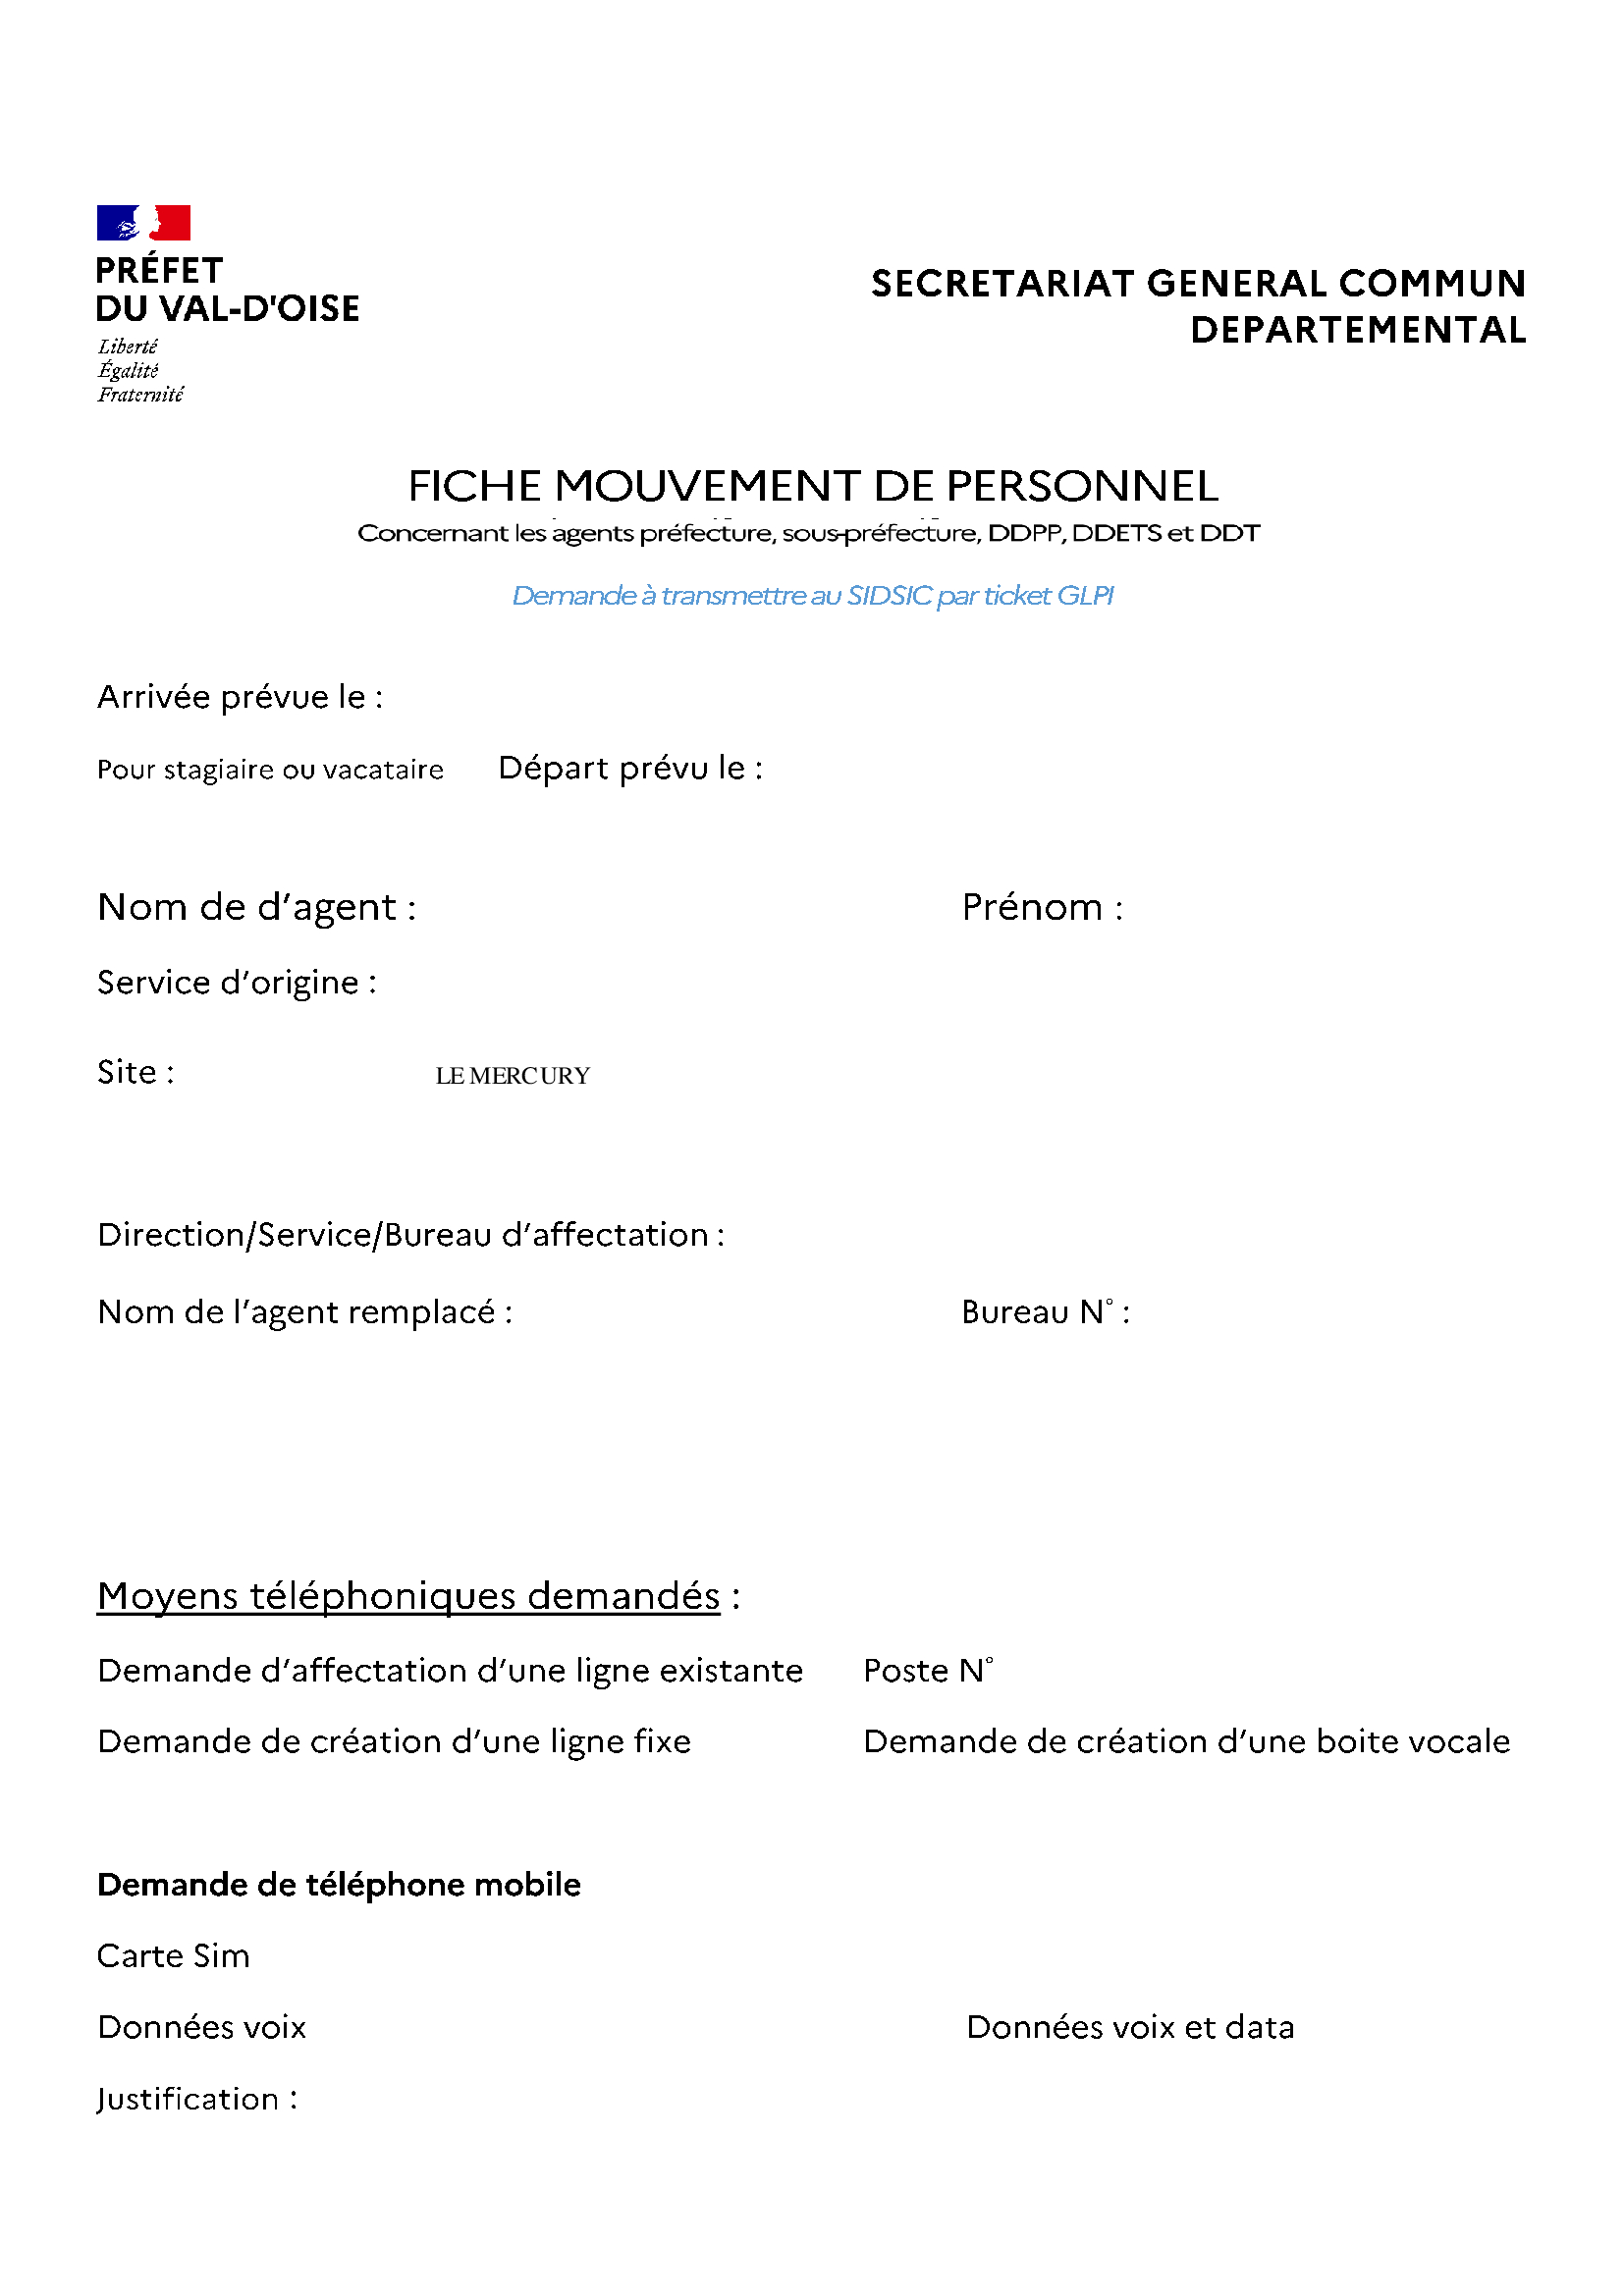 PRÉFET
DU VAL-D'OISE
Liberté
Égalité
Fraternité
SECRETARIAT GENERAL COMMUN
DEPARTEMENTAL
FICHE MOUVEMENT DE PERSONNEL
Concernant les agents préfecture, sous-préfecture, DDPP, DDETS et DDT
Demande à transmettre au SIDSIC par ticket GLPI
Arrivée prévue le :
Pour stagiaire ou vacataire Départ prévu le :
Nom de d’agent : Prénom :
Service d’origine :
Site : LE MERCURY
Direction/Service/Bureau d’affectation :
Nom de l’agent remplacé : Bureau N° :
Moyens téléphoniques demandés :
Demande d’affectation d’une ligne existante Poste N°
Demande de création d’une ligne fixe Demande de création d’une boite vocale
Demande de téléphone mobile
Carte Sim
Données voix Données voix et data
Justification :